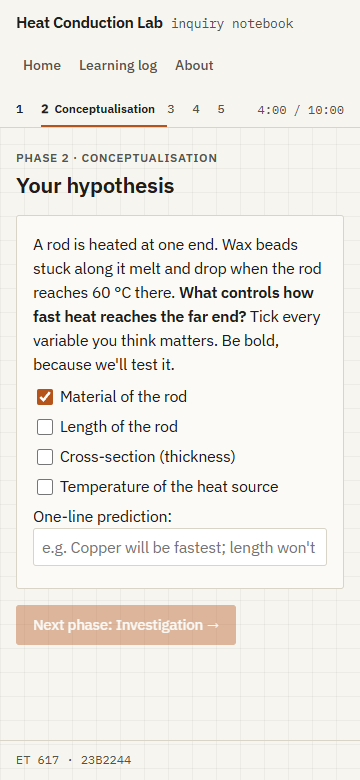 Heat Conduction Lab inquiry notebook
Home Learning log About
1 2 Conceptualisation 3 4 5 4:00 / 10:00
PHASE 2 · CONCEPTUALISATION
Your hypothesis
A rod is heated at one end. Wax beads
stuck along it melt and drop when the rod
reaches 60 °C there. What controls how
fast heat reaches the far end? Tick every
variable you think matters. Be bold,
because we'll test it.
Material of the rod
Length of the rod
Cross-section (thickness)
Temperature of the heat source
One-line prediction:
e.g. Copper will be fastest; length won't
Next phase: Investigation →
ET 617 · 23B2244